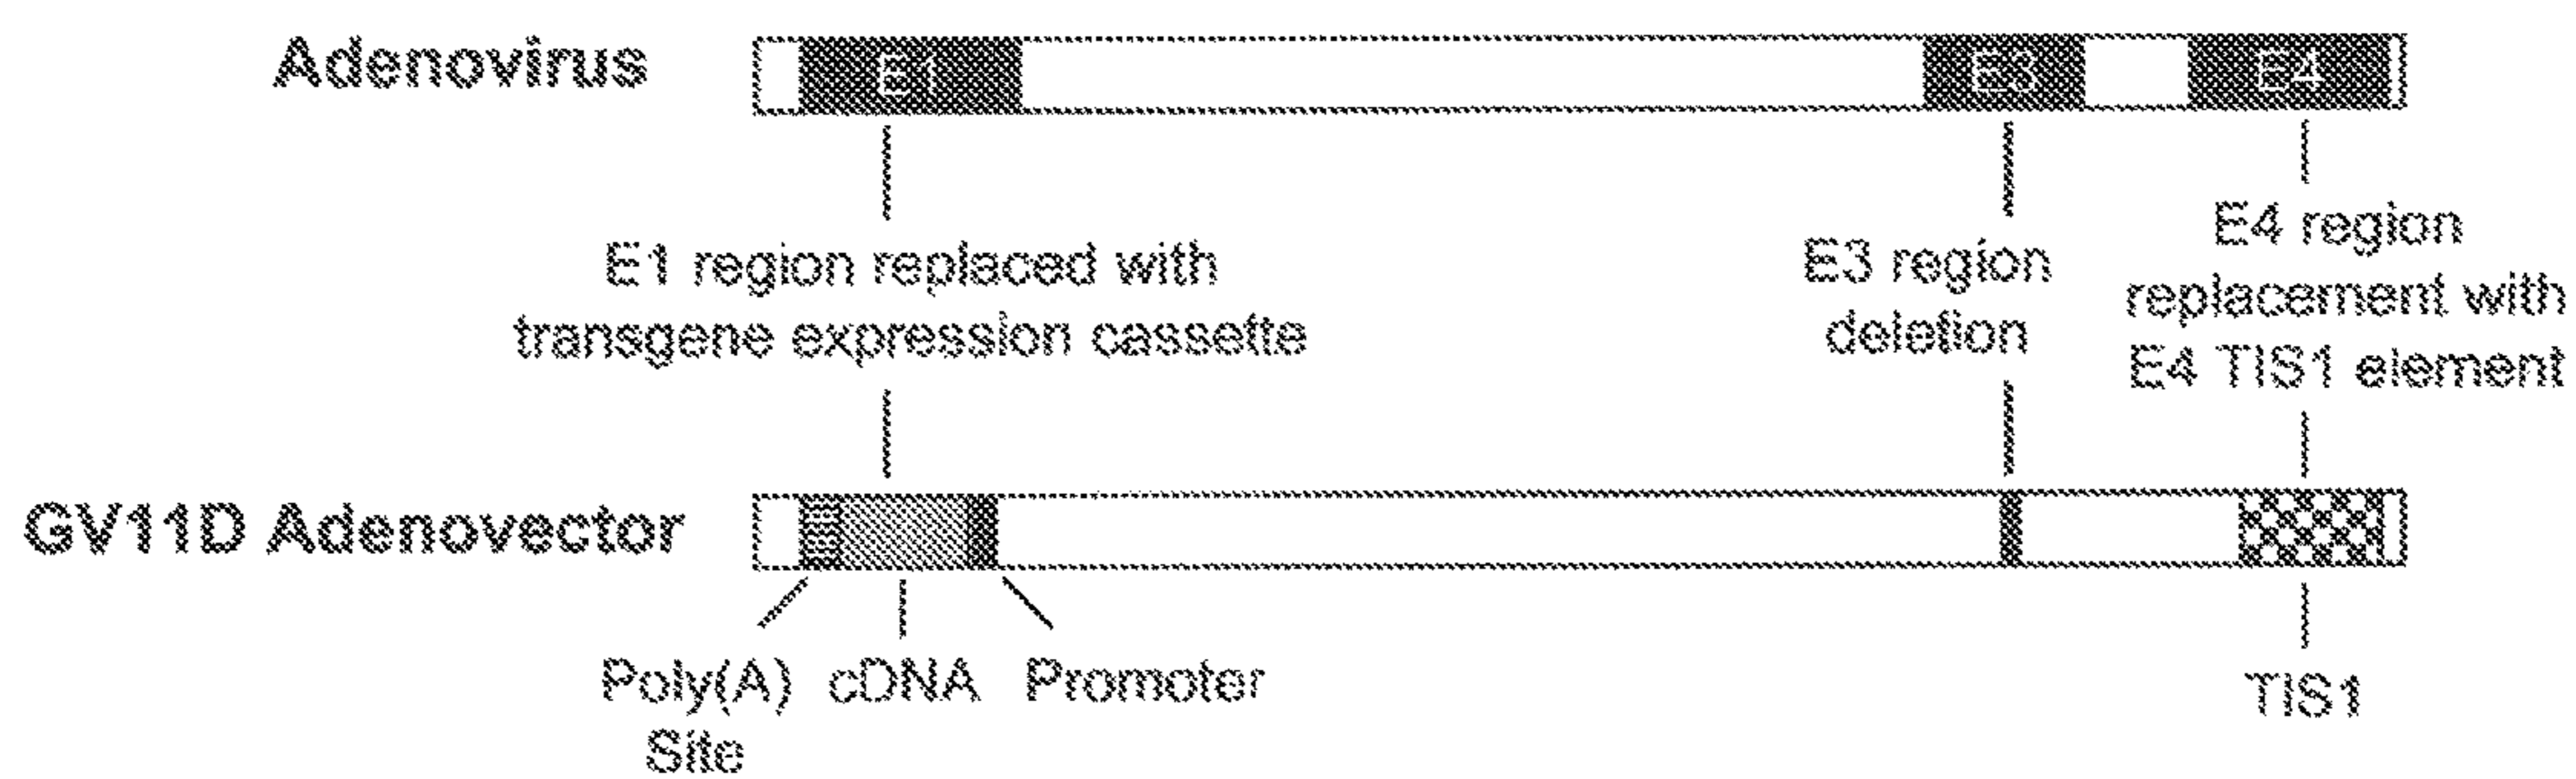 Adenovirus
E1
E3
E4
E1 region replaced with
transgene expression cassette
E3 region
deletion
E4 region
replacement with
E4 TIS1 element
GV11D Adenovector
Poly(A)
Site
cDNA
Promoter
TIS1